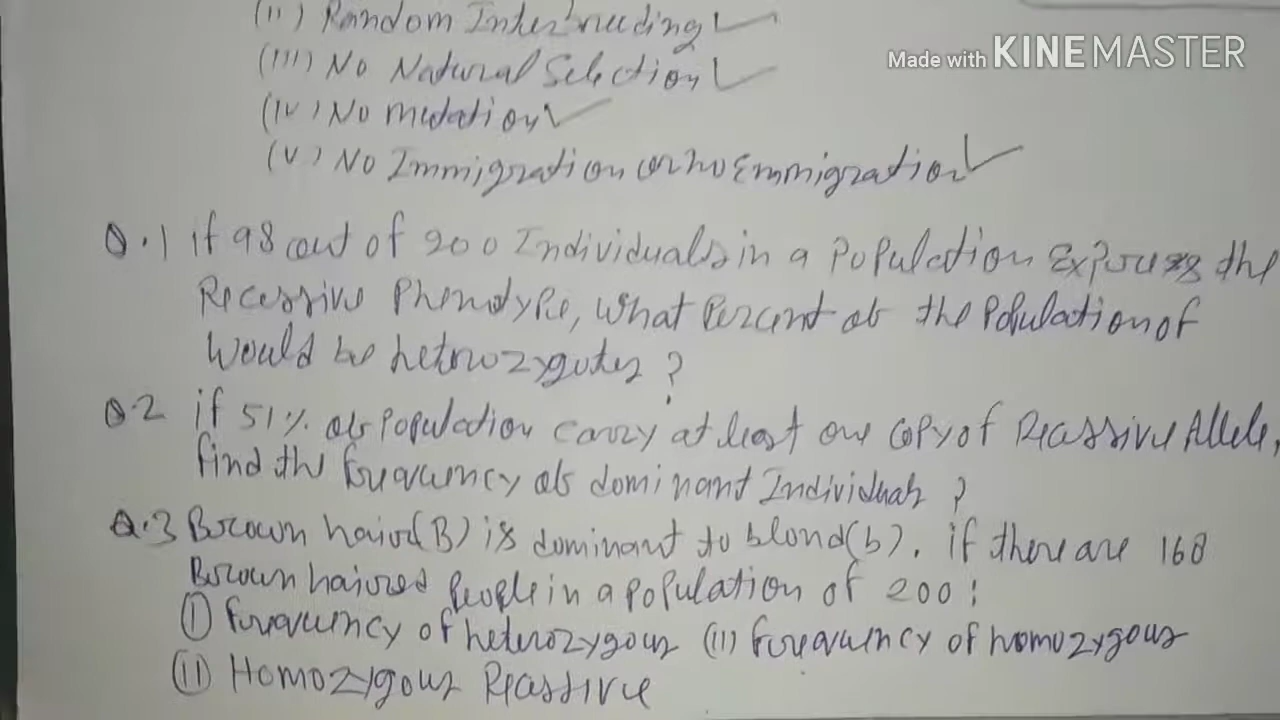 (ii) Random Interbreeding
Made with KINEMASTER
(iii) No Natural Selection
(iv) No mutation
(v) No Immigration or no Emmigration
Q.1 if 98 out of 200 Individuals in a Population Express the
Recessive Phenotype, What Percent of the Population of
Would be hetrozygotes ?
Q.2 if 51% of Population carry at least one Copy of Recessive Allele,
find the frequency of dominant Individuals ?
Q.3 Brown haird (B) is dominant to blond (b). if there are 168
Brown haired People in a population of 200 :
(I) frequency of heterozygous (II) frequency of homozygous
(II) Homozygous Recessive